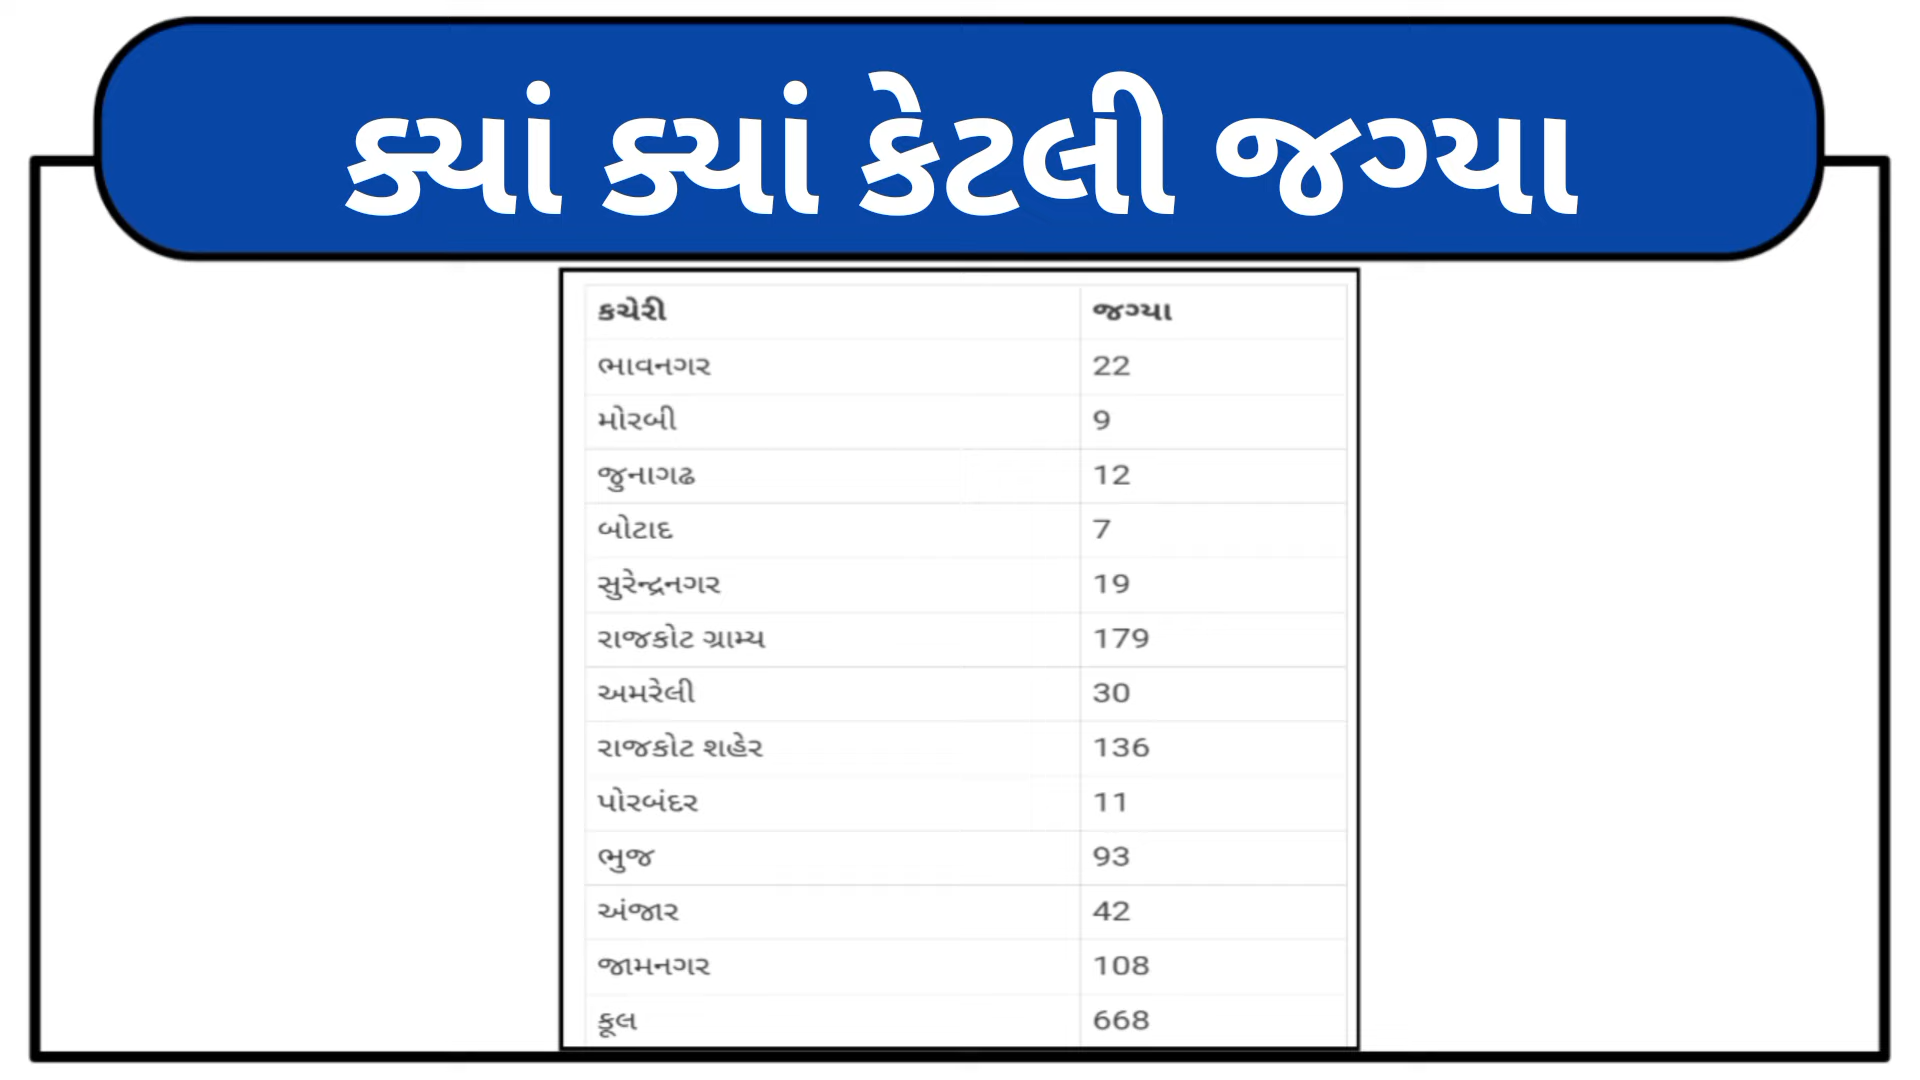 ક્યાં ક્યાં કેટલી જગ્યા
કચેરી જગ્યા
ભાવનગર 22
મોરબી 9
જુનાગઢ 12
બોટાદ 7
સુરેન્દ્રનગર 19
રાજકોટ ગ્રામ્ય 179
અમરેલી 30
રાજકોટ શહેર 136
પોરબંદર 11
ભુજ 93
અંજાર 42
જામનગર 108
કૂલ 668